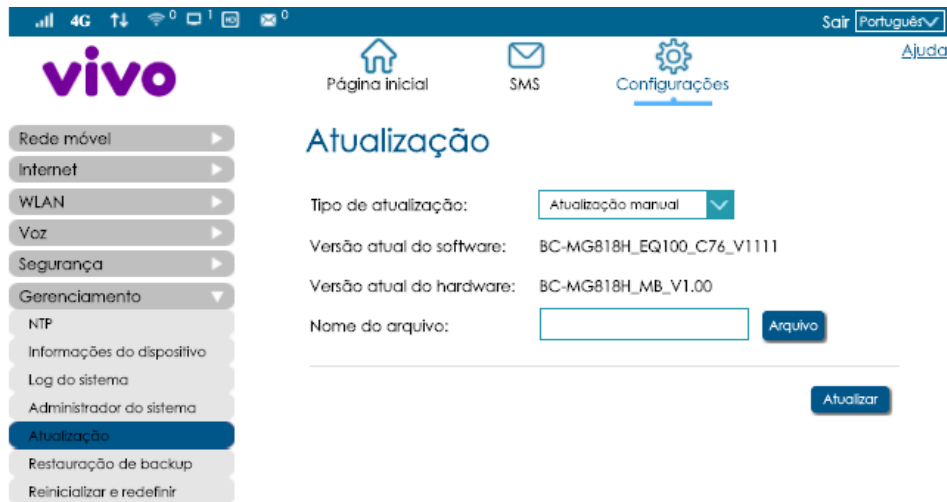 4G 0 1 HD 0 Sair Português
vivo
Página inicial SMS Configurações Ajuda
Rede móvel
Internet
WLAN
Voz
Segurança
Gerenciamento
NTP
Informações do dispositivo
Log do sistema
Administrador do sistema
Atualização
Restauração de backup
Reinicializar e redefinir
Atualização
Tipo de atualização: Atualização manual
Versão atual do software: BC-MG818H_EQ100_C76_V1111
Versão atual do hardware: BC-MG818H_MB_V1.00
Nome do arquivo: Arquivo
Atualizar